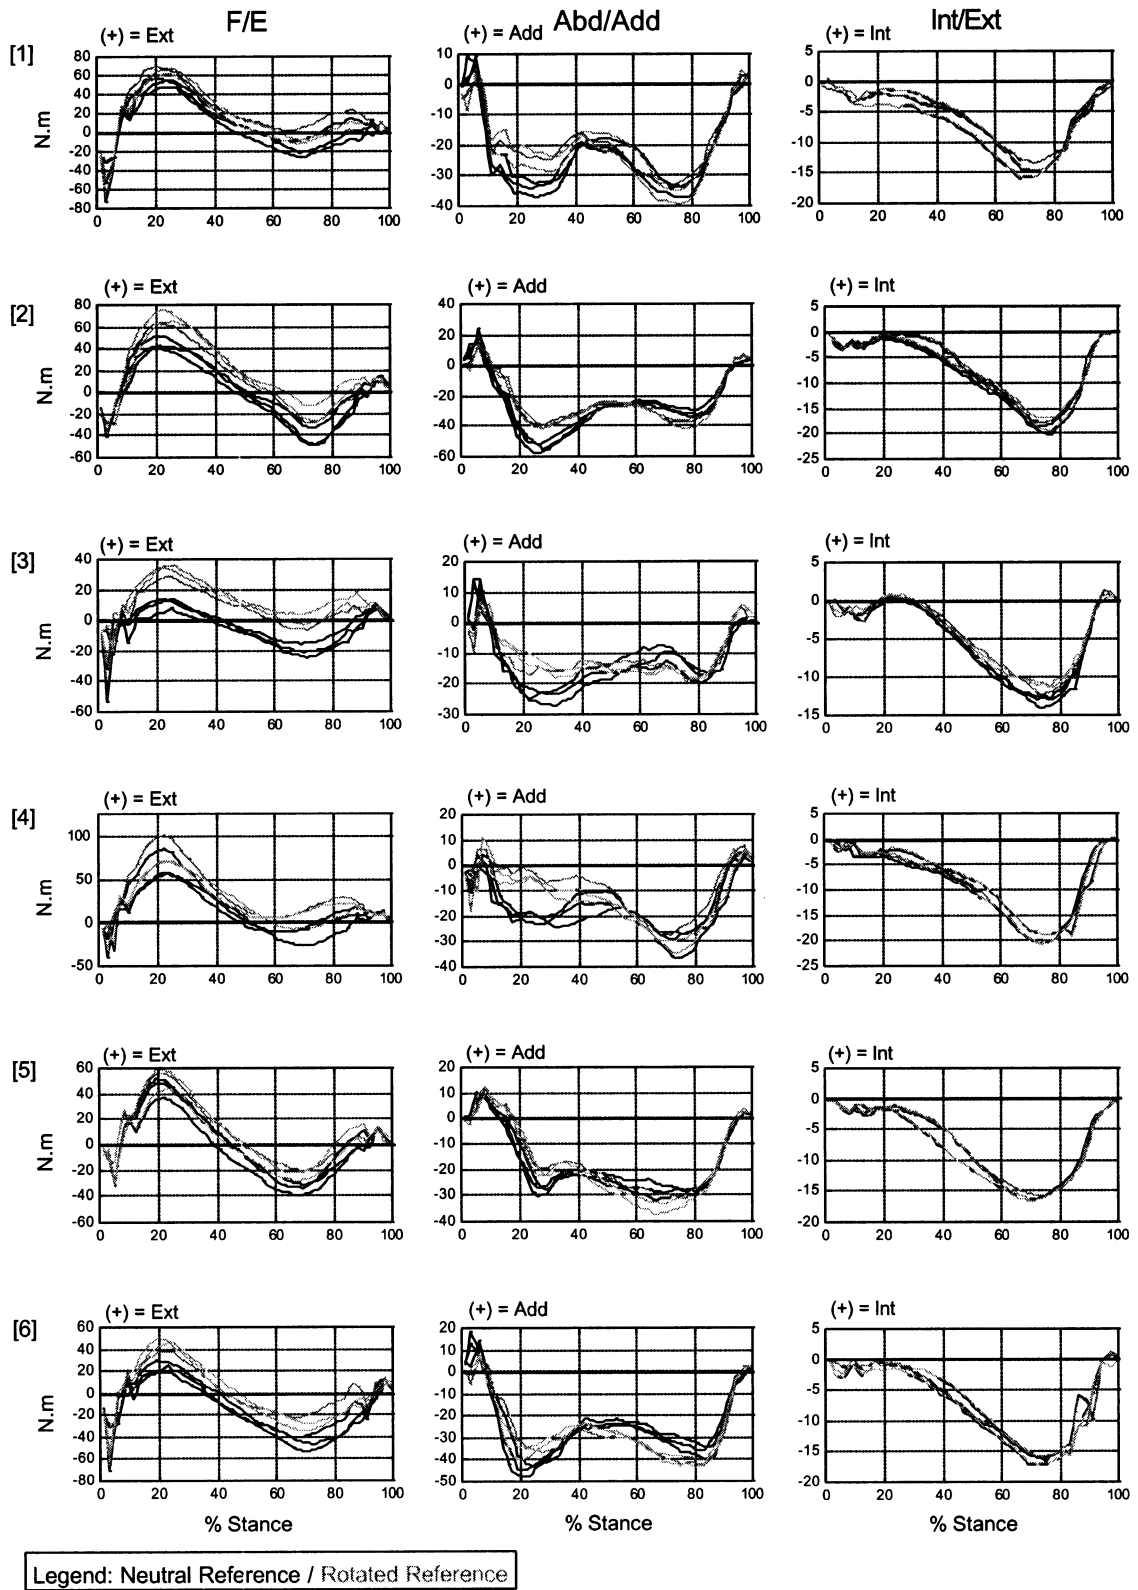 F/E
Abd/Add
Int/Ext
[1]
(+) = Ext
N.m
80
60
40
20
0
-20
-40
-60
-80
0 20 40 60 80 100
(+) = Add
10
0
-10
-20
-30
-40
0 20 40 60 80 100
(+) = Int
5
0
-5
-10
-15
-20
0 20 40 60 80 100
[2]
(+) = Ext
N.m
80
60
40
20
0
-20
-40
-60
0 20 40 60 80 100
(+) = Add
40
20
0
-20
-40
-60
0 20 40 60 80 100
(+) = Int
5
0
-5
-10
-15
-20
-25
0 20 40 60 80 100
[3]
(+) = Ext
N.m
40
20
0
-20
-40
-60
0 20 40 60 80 100
(+) = Add
20
10
0
-10
-20
-30
0 20 40 60 80 100
(+) = Int
5
0
-5
-10
-15
0 20 40 60 80 100
[4]
(+) = Ext
N.m
100
50
0
-50
0 20 40 60 80 100
(+) = Add
20
10
0
-10
-20
-30
-40
0 20 40 60 80 100
(+) = Int
5
0
-5
-10
-15
-20
-25
0 20 40 60 80 100
[5]
(+) = Ext
N.m
60
40
20
0
-20
-40
-60
0 20 40 60 80 100
(+) = Add
20
10
0
-10
-20
-30
-40
0 20 40 60 80 100
(+) = Int
5
0
-5
-10
-15
-20
0 20 40 60 80 100
[6]
(+) = Ext
N.m
60
40
20
0
-20
-40
-60
-80
0 20 40 60 80 100
% Stance
(+) = Add
20
10
0
-10
-20
-30
-40
-50
0 20 40 60 80 100
% Stance
(+) = Int
5
0
-5
-10
-15
-20
0 20 40 60 80 100
% Stance
Legend: Neutral Reference / Rotated Reference